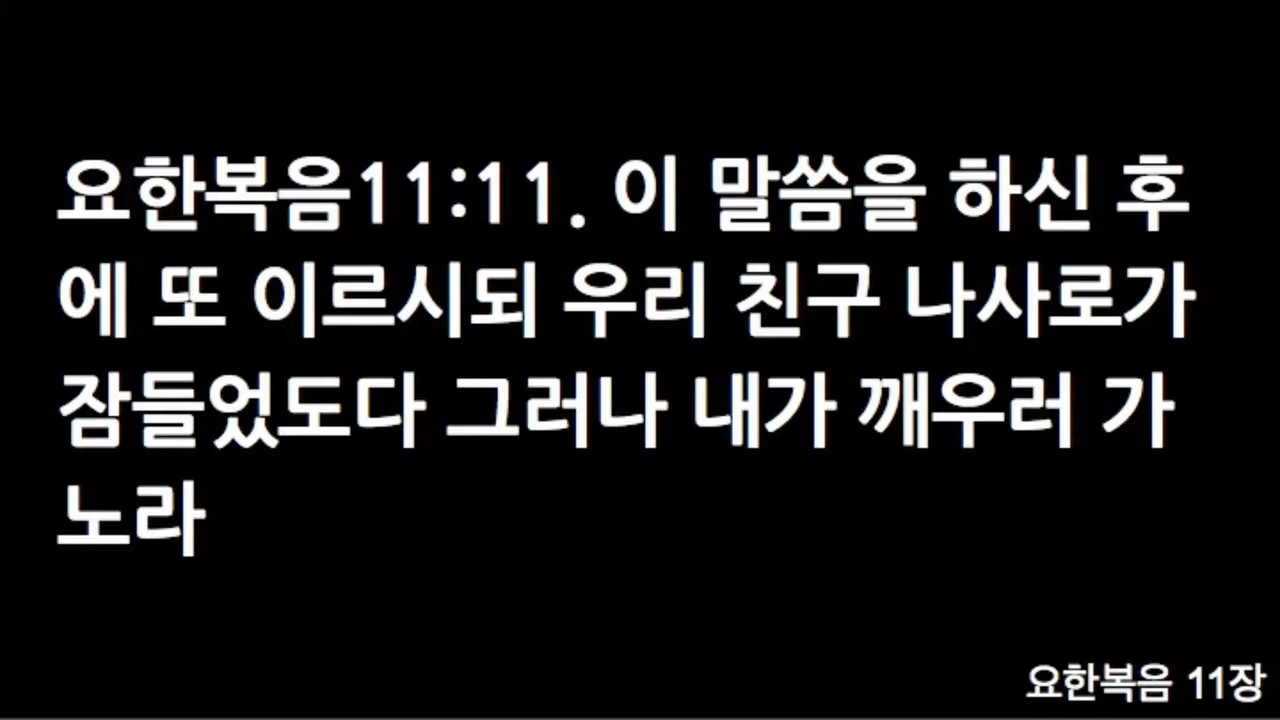 요한복음11:11. 이 말씀을 하신 후
에 또 이르시되 우리 친구 나사로가
잠들었도다 그러나 내가 깨우러 가
노라
요한복음 11장